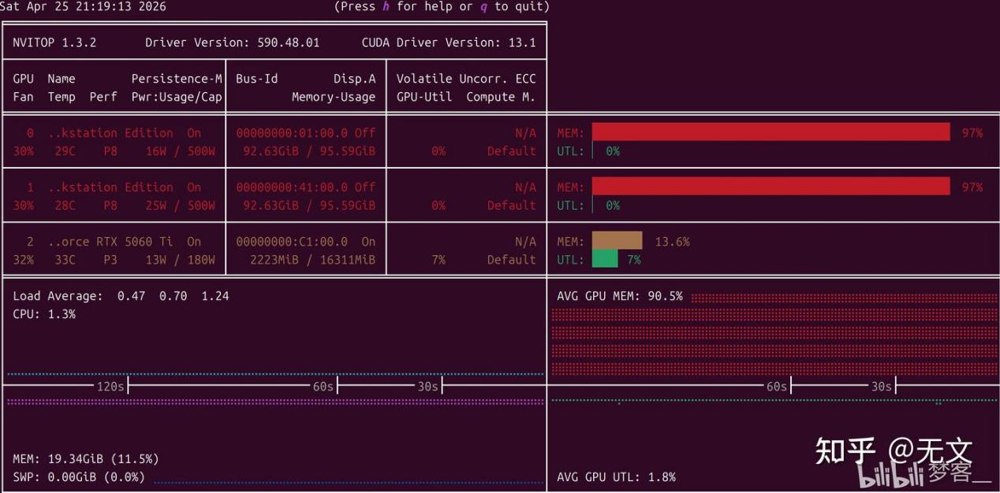 Sat Apr 25 21:19:13 2026 (Press h for help or q to quit)
NVITOP 1.3.2 Driver Version: 590.48.01 CUDA Driver Version: 13.1
GPU Name Persistence-M Bus-Id Disp.A Volatile Uncorr. ECC
Fan Temp Perf Pwr:Usage/Cap Memory-Usage GPU-Util Compute M.
0 ..kstation Edition On 00000000:01:00.0 Off N/A MEM: 97%
30% 29C P8 16W / 500W 92.63GiB / 95.59GiB 0% Default UTL: 0%
1 ..kstation Edition On 00000000:41:00.0 Off N/A MEM: 97%
30% 28C P8 25W / 500W 92.63GiB / 95.59GiB 0% Default UTL: 0%
2 ..orce RTX 5060 Ti On 00000000:C1:00.0 On N/A MEM: 13.6%
32% 33C P3 13W / 180W 2223MiB / 16311MiB 7% Default UTL: 7%
Load Average: 0.47 0.70 1.24 AVG GPU MEM: 90.5%
CPU: 1.3%
120s 60s 30s 60s 30s
MEM: 19.34GiB (11.5%)
SWP: 0.00GiB (0.0%) AVG GPU UTL: 1.8%
知乎 @无文
bilibili 梦客__